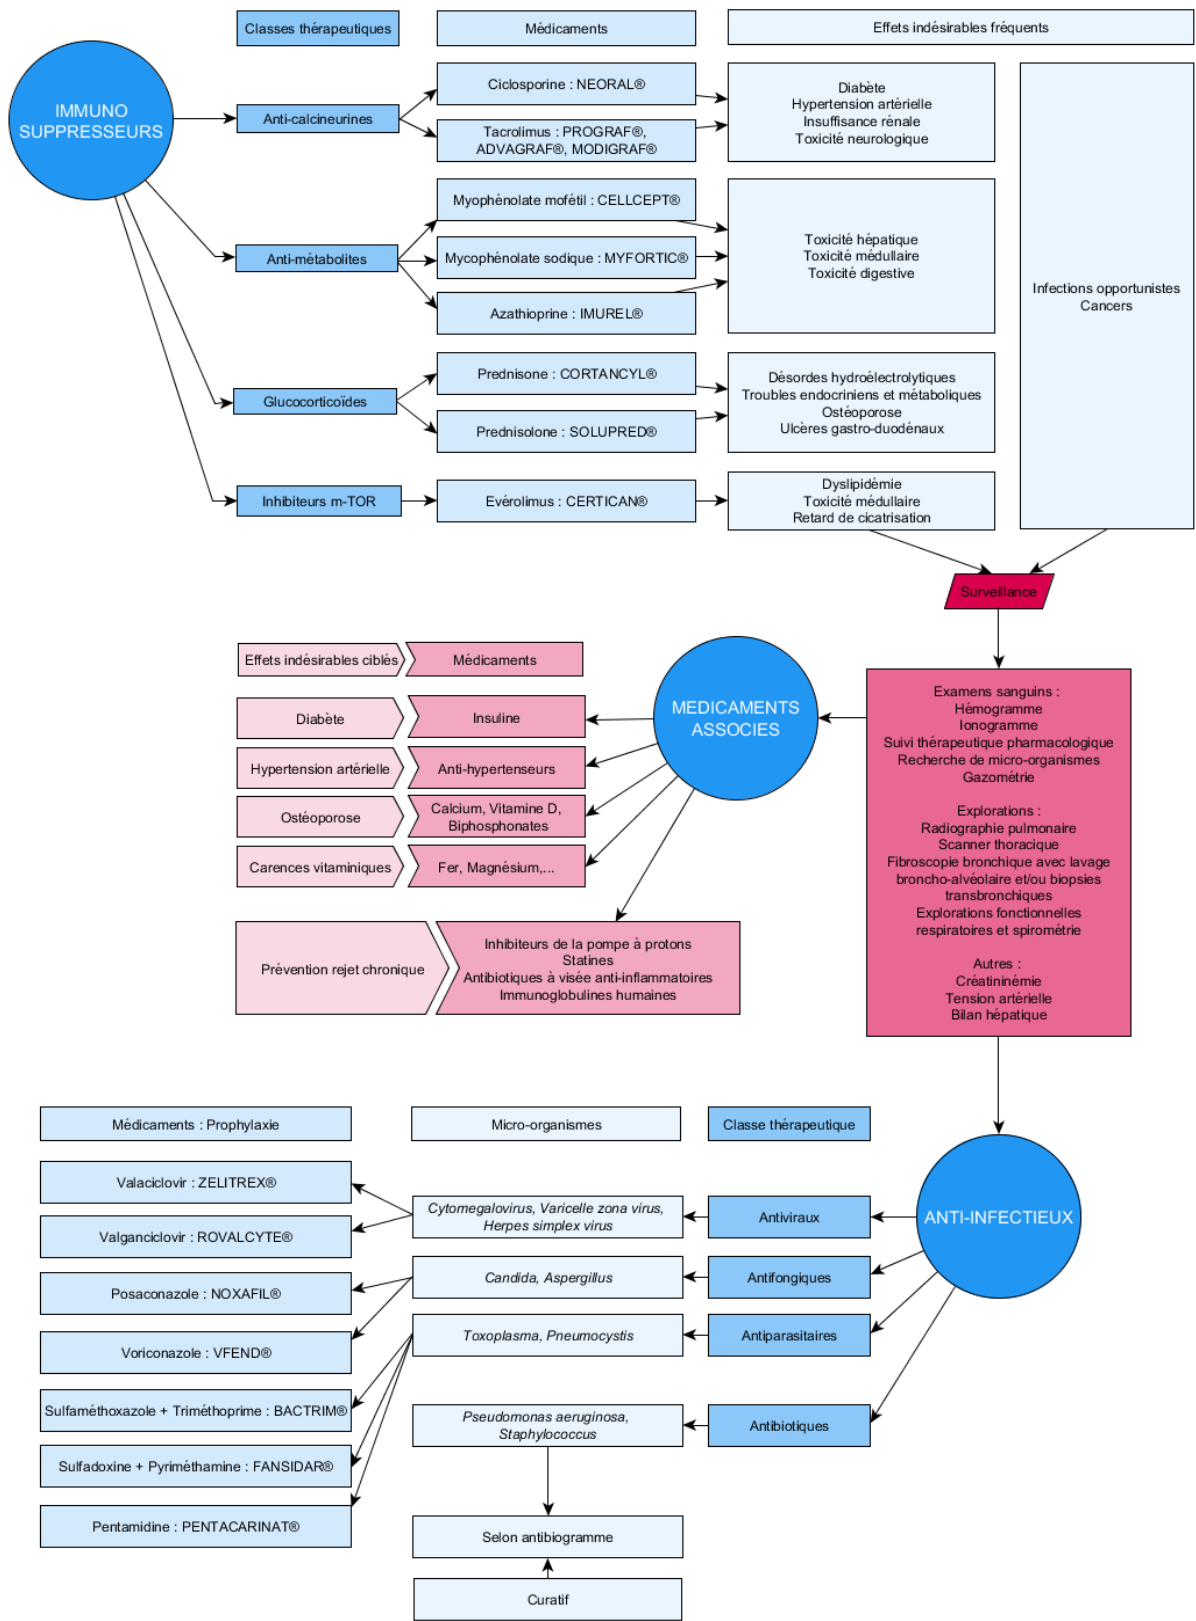 Classes thérapeutiques
Médicaments
Effets indésirables fréquents
IMMUNO
SUPPRESSEURS
Anti-calcineurines
Ciclosporine : NEORAL®
Tacrolimus : PROGRAF®,
ADVAGRAF®, MODIGRAF®
Diabète
Hypertension artérielle
Insuffisance rénale
Toxicité neurologique
Anti-métabolites
Myophénolate mofétil : CELLCEPT®
Mycophénolate sodique : MYFORTIC®
Azathioprine : IMUREL®
Toxicité hépatique
Toxicité médullaire
Toxicité digestive
Infections opportunistes
Cancers
Glucocorticoïdes
Prednisone : CORTANCYL®
Prednisolone : SOLUPRED®
Désordes hydroélectrolytiques
Troubles endocriniens et métaboliques
Ostéoporose
Ulcères gastro-duodénaux
Inhibiteurs m-TOR
Evérolimus : CERTICAN®
Dyslipidémie
Toxicité médullaire
Retard de cicatrisation
Surveillance
Effets indésirables ciblés
Médicaments
MEDICAMENTS
ASSOCIES
Diabète
Insuline
Hypertension artérielle
Anti-hypertenseurs
Ostéoporose
Calcium, Vitamine D,
Biphosphonates
Carences vitaminiques
Fer, Magnésium,...
Prévention rejet chronique
Inhibiteurs de la pompe à protons
Statines
Antibiotiques à visée anti-inflammatoires
Immunoglobulines humaines
Examens sanguins :
Hémogramme
Ionogramme
Suivi thérapeutique pharmacologique
Recherche de micro-organismes
Gazométrie
Explorations :
Radiographie pulmonaire
Scanner thoracique
Fibroscopie bronchique avec lavage
broncho-alvéolaire et/ou biopsies
transbronchiques
Explorations fonctionnelles
respiratoires et spirométrie
Autres :
Créatininémie
Tension artérielle
Bilan hépatique
Médicaments : Prophylaxie
Micro-organismes
Classe thérapeutique
ANTI-INFECTIEUX
Valaciclovir : ZELITREX®
Valganciclovir : ROVALCYTE®
Cytomegalovirus, Varicelle zona virus,
Herpes simplex virus
Antiviraux
Posaconazole : NOXAFIL®
Voriconazole : VFEND®
Candida, Aspergillus
Antifongiques
Toxoplasma, Pneumocystis
Antiparasitaires
Sulfaméthoxazole + Triméthoprime : BACTRIM®
Sulfadoxine + Pyriméthamine : FANSIDAR®
Pentamidine : PENTACARINAT®
Pseudomonas aeruginosa,
Staphylococcus
Antibiotiques
Selon antibiogramme
Curatif